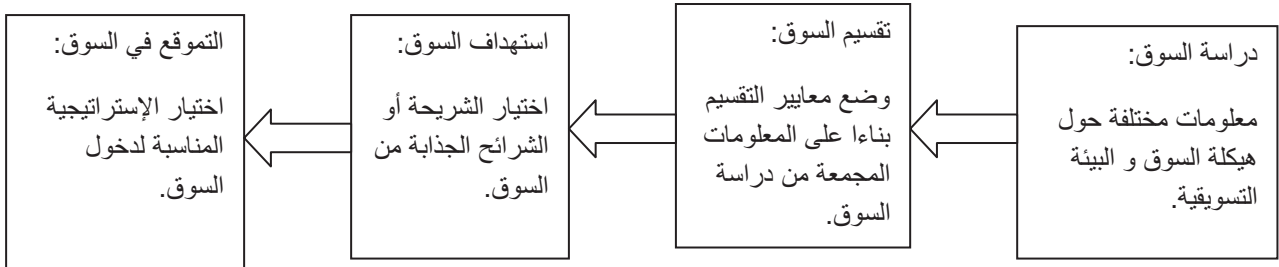 دراسة السوق:
معلومات مختلفة حول
هيكلة السوق و البيئة
التسويقية.
تقسيم السوق:
وضع معايير التقسيم
بناءا على المعلومات
المجمعة من دراسة
السوق.
استهداف السوق:
اختيار الشريحة أو
الشرائح الجذابة من
السوق.
التموقع في السوق:
اختيار الإستراتيجية
المناسبة لدخول
السوق.